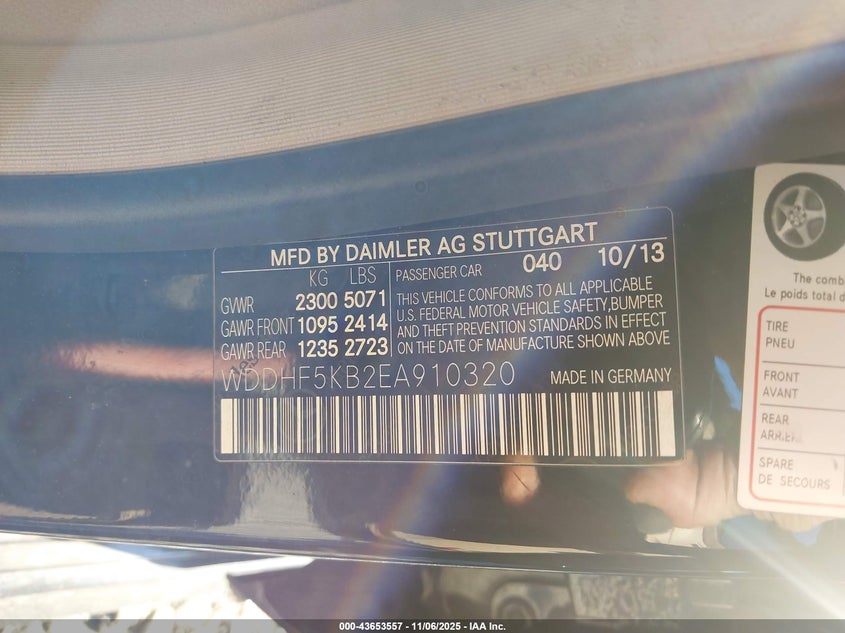 MFD BY DAIMLER AG STUTTGART
KG LBS
GVWR 2300 5071
GAWR FRONT 1095 2414
GAWR REAR 1235 2723
PASSENGER CAR 040 10/13
THIS VEHICLE CONFORMS TO ALL APPLICABLE
U.S. FEDERAL MOTOR VEHICLE SAFETY,BUMPER
AND THEFT PREVENTION STANDARDS IN EFFECT
ON DATE OF MANUFACTURE SHOWN ABOVE
WDDHF5KB2EA910320 MADE IN GERMANY
The comb
Le poids total d
TIRE
PNEU
FRONT
AVANT
REAR
ARRIERE
SPARE
DE SECOURS
000-43653557 - 11/06/2025 - IAA Inc.